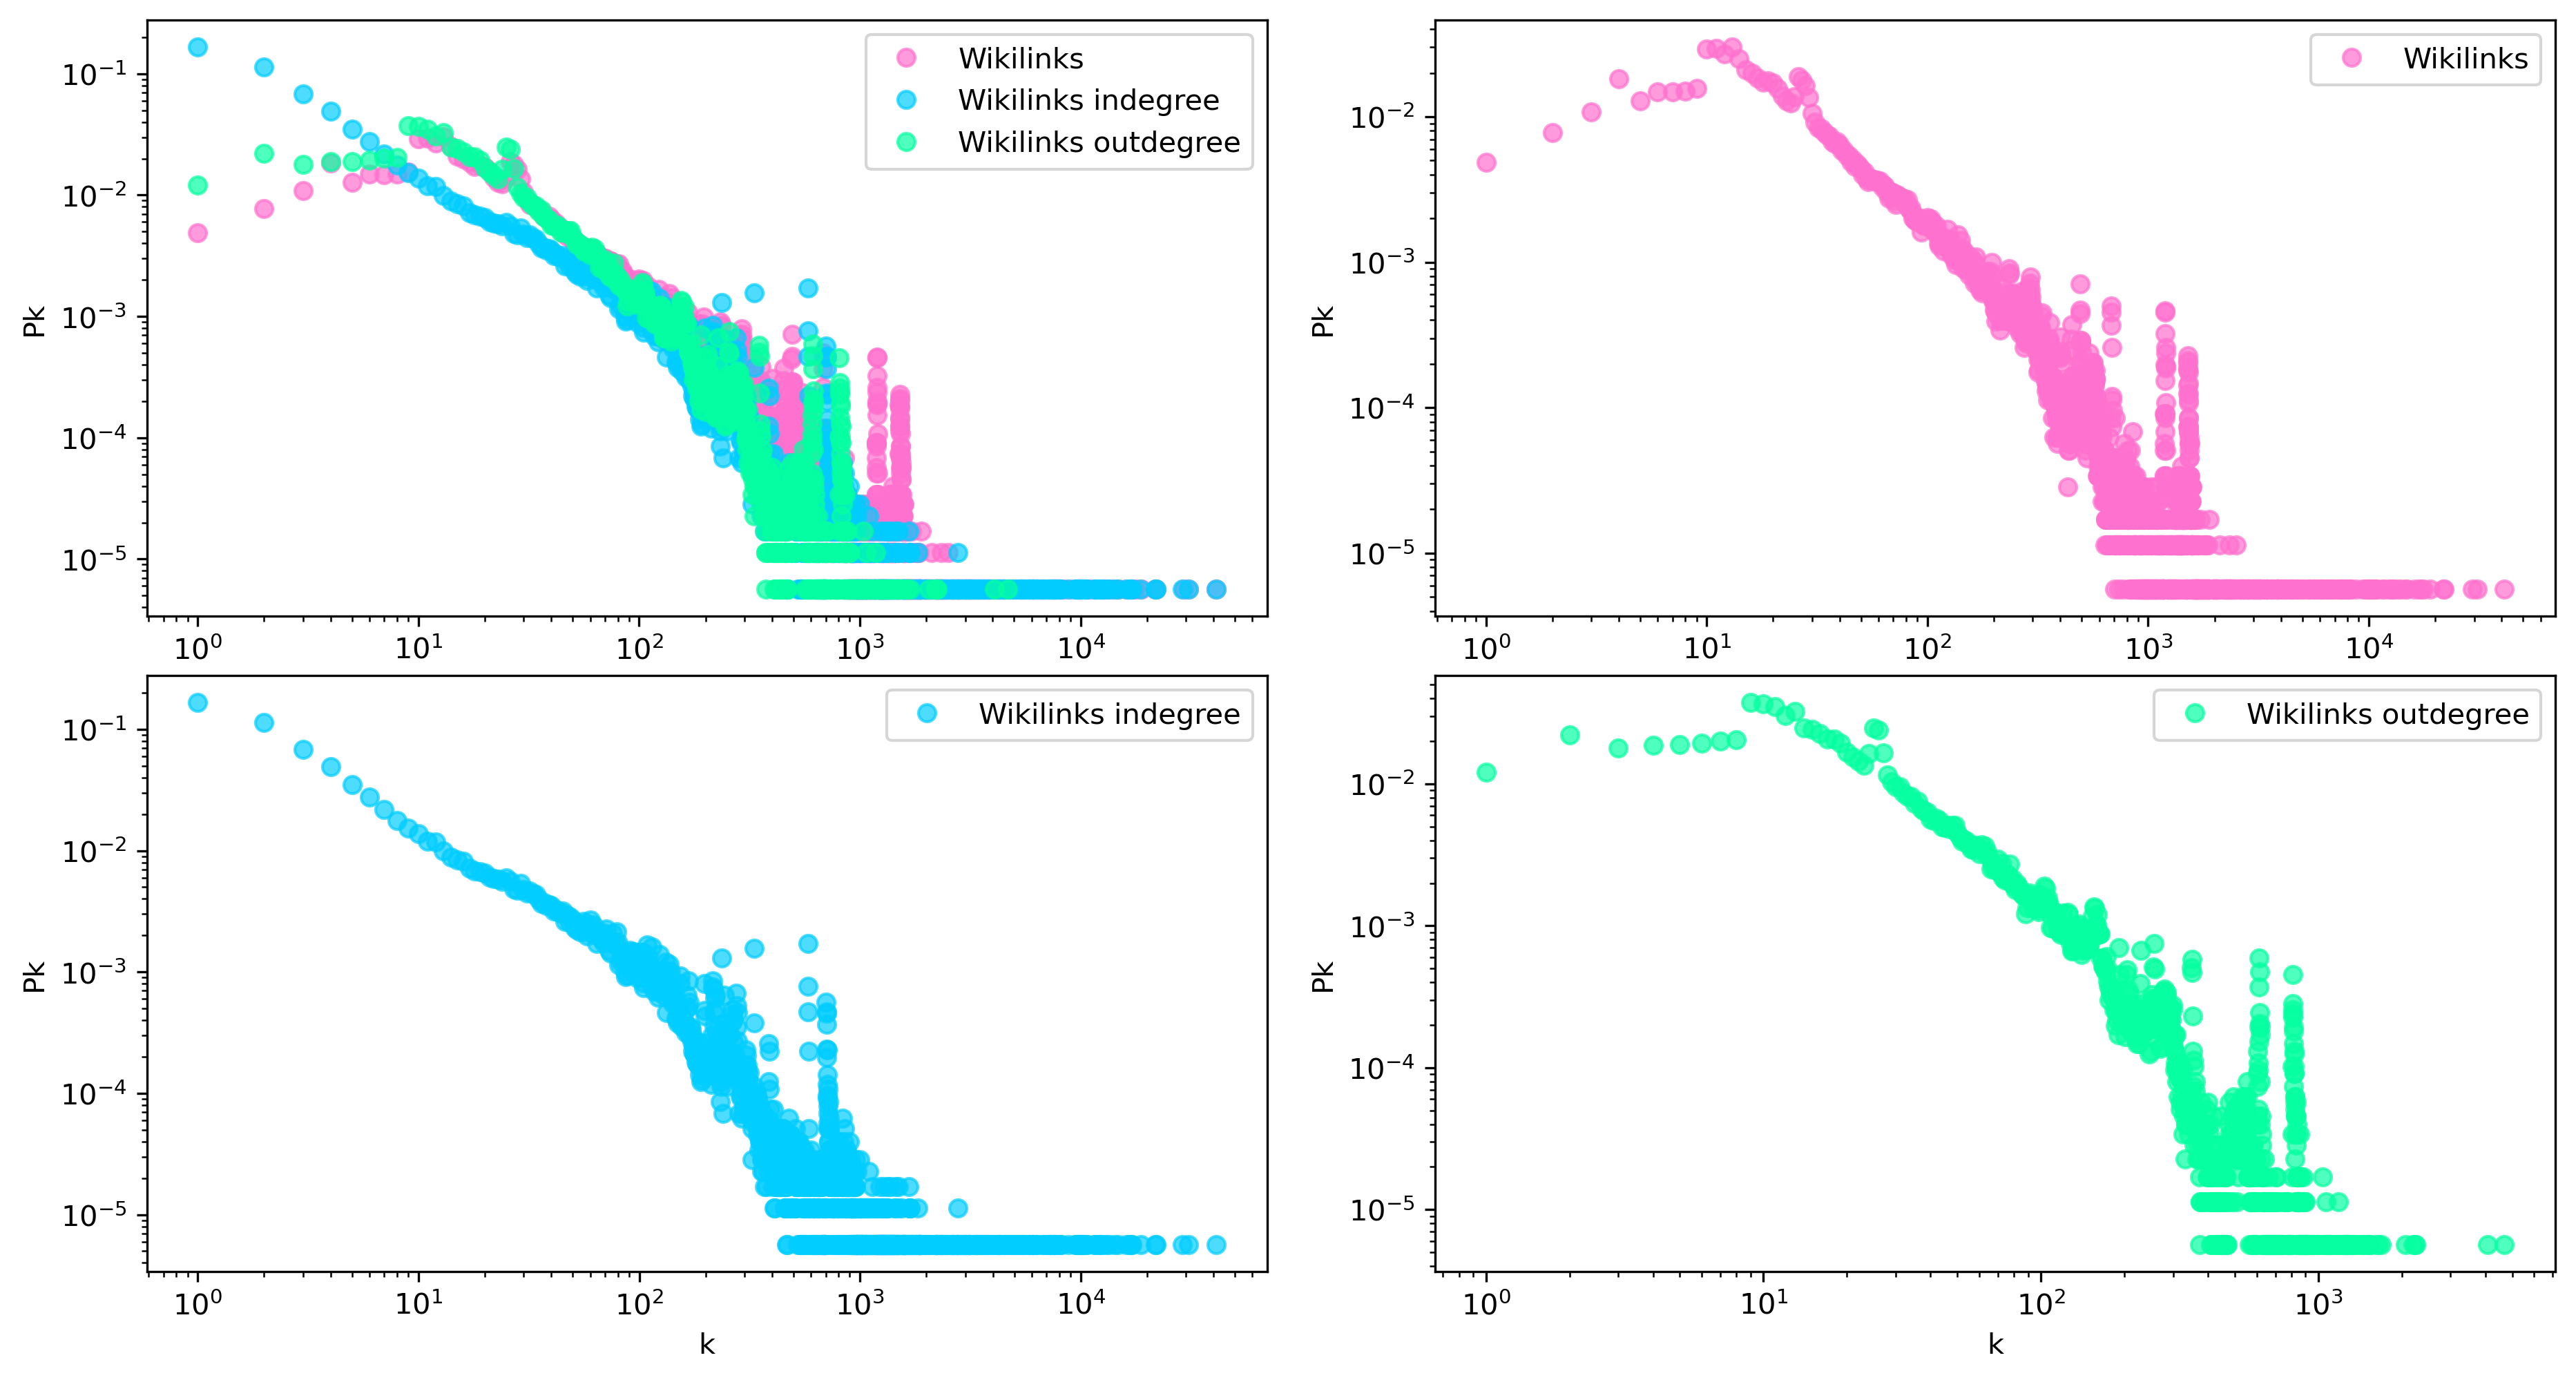 Wikilinks
Wikilinks indegree
Wikilinks outdegree
10⁻¹
10⁻²
10⁻³
10⁻⁴
10⁻⁵
Pk
10⁰ 10¹ 10² 10³ 10⁴
Wikilinks
10⁻²
10⁻³
10⁻⁴
10⁻⁵
Pk
10⁰ 10¹ 10² 10³ 10⁴
Wikilinks indegree
10⁻¹
10⁻²
10⁻³
10⁻⁴
10⁻⁵
Pk
10⁰ 10¹ 10² 10³ 10⁴
k
Wikilinks outdegree
10⁻²
10⁻³
10⁻⁴
10⁻⁵
Pk
10⁰ 10¹ 10² 10³
k